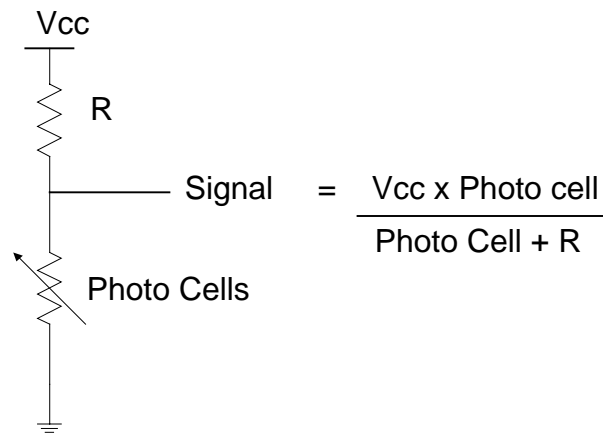 Vcc
R
Signal = Vcc x Photo cell
Photo Cell + R
Photo Cells